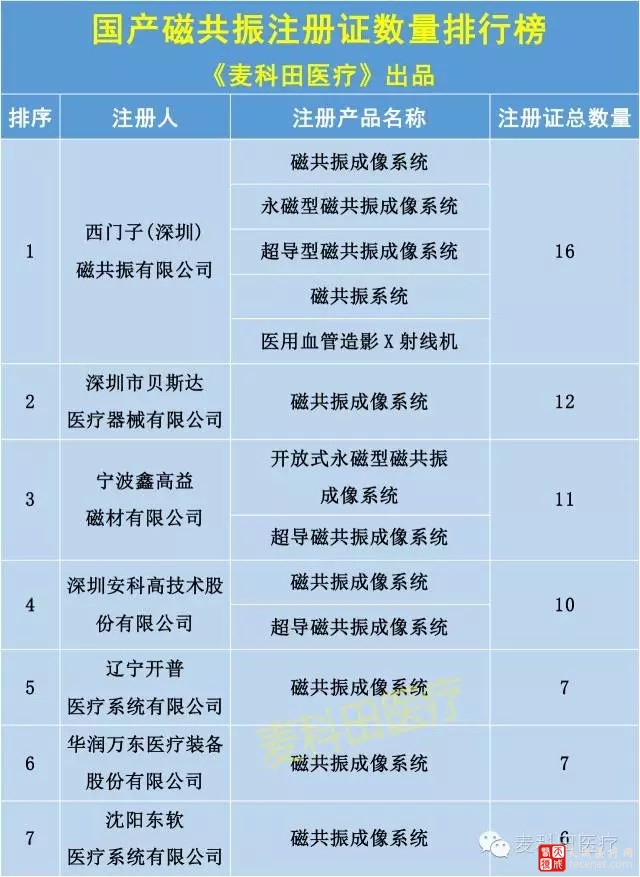 国产磁共振注册证数量排行榜
《麦科田医疗》出品
排序 注册人 注册产品名称 注册证总数量
1
西门子(深圳)
磁共振有限公司
磁共振成像系统
永磁型磁共振成像系统
超导型磁共振成像系统
磁共振系统
医用血管造影X射线机
16
2
深圳市贝斯达
医疗器械有限公司
磁共振成像系统
12
3
宁波鑫高益
磁材有限公司
开放式永磁型磁共振
成像系统
超导磁共振成像系统
11
4
深圳安科高技术股
份有限公司
磁共振成像系统
超导磁共振成像系统
10
5
辽宁开普
医疗系统有限公司
磁共振成像系统
7
麦科田医疗
6
华润万东医疗装备
股份有限公司
磁共振成像系统
7
7
沈阳东软
医疗系统有限公司
磁共振成像系统
6
麦科田医疗